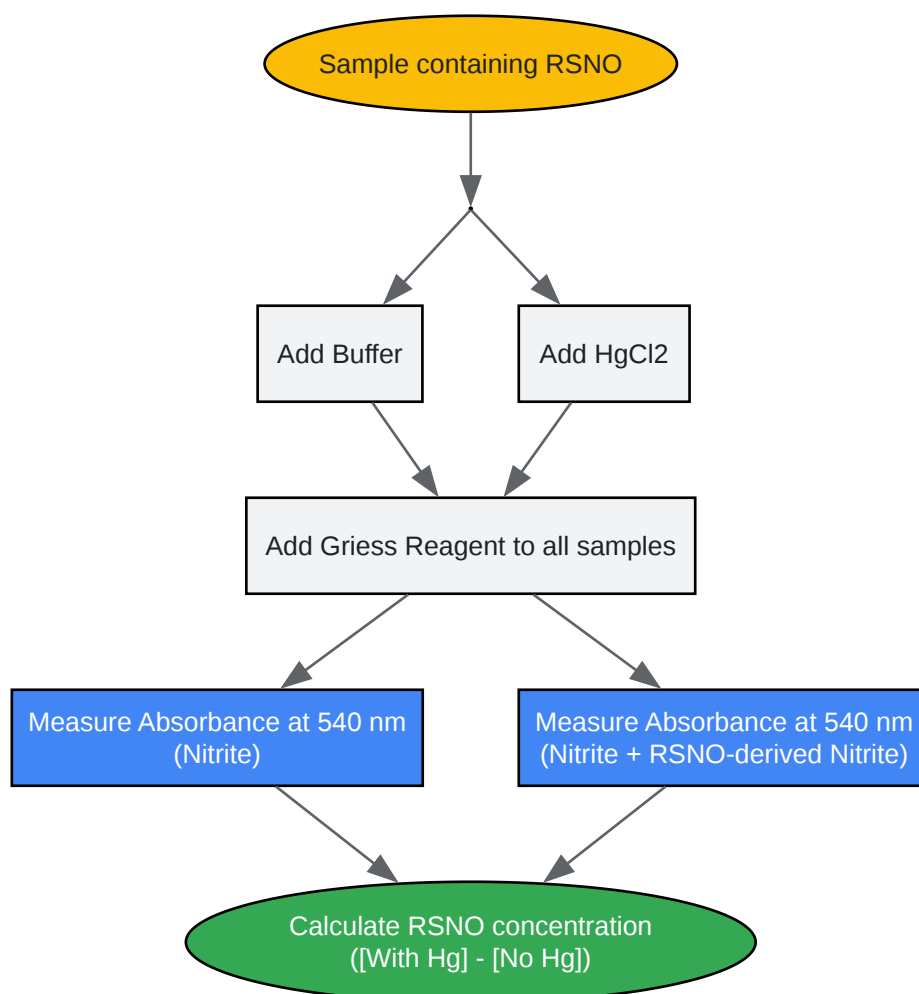 Sample containing RSNO
Add Buffer
Add HgCl2
Add Griess Reagent to all samples
Measure Absorbance at 540 nm
(Nitrite)
Measure Absorbance at 540 nm
(Nitrite + RSNO-derived Nitrite)
Calculate RSNO concentration
([With Hg] - [No Hg])